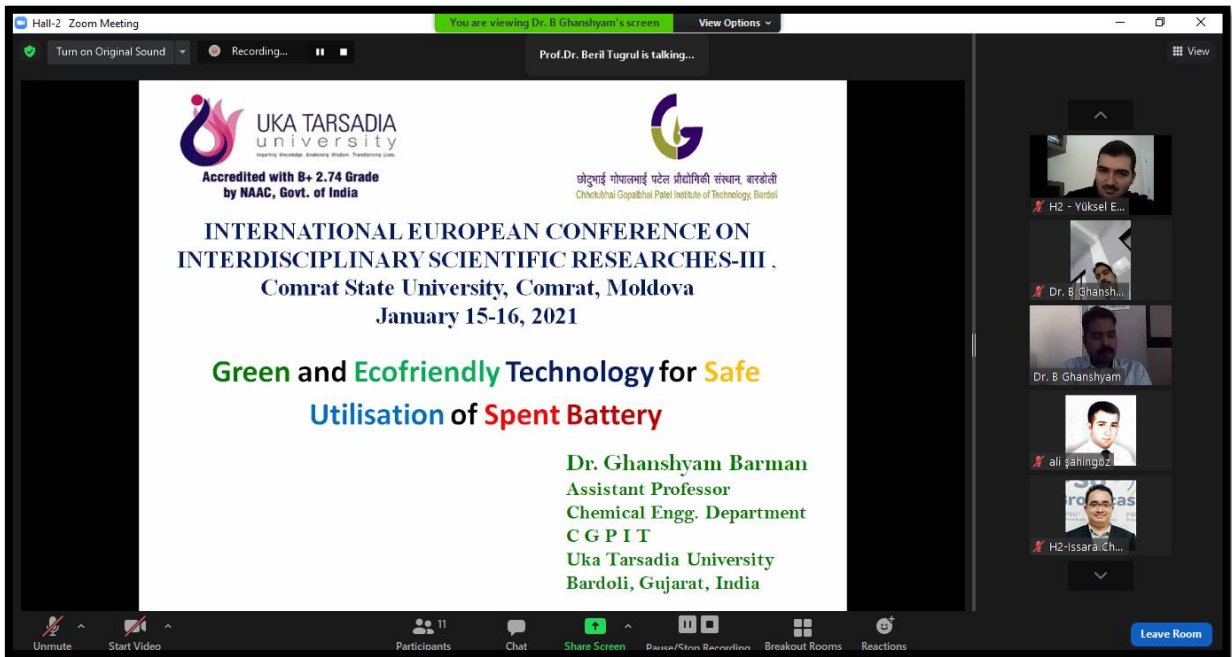 Hall-2 Zoom Meeting
You are viewing Dr. B Ghanshyam's screen
View Options
Turn on Original Sound
Recording...
Prof.Dr. Beril Tugrul is talking...
View
UKA TARSADIA
university
Imparting Knowledge Awakening Wisdom Transforming Lives
Accredited with B+ 2.74 Grade
by NAAC, Govt. of India
छोटुभाई गोपालभाई पटेल प्रौद्योगिकी संस्थान, बारडोली
Chhotubhai Gopalbhai Patel Institute of Technology, Bardoli
INTERNATIONAL EUROPEAN CONFERENCE ON
INTERDISCIPLINARY SCIENTIFIC RESEARCHES-III ,
Comrat State University, Comrat, Moldova
January 15-16, 2021
Green and Ecofriendly Technology for Safe
Utilisation of Spent Battery
Dr. Ghanshyam Barman
Assistant Professor
Chemical Engg. Department
C G P I T
Uka Tarsadia University
Bardoli, Gujarat, India
H2 - Yüksel E...
Dr. B Ghansh...
Dr. B Ghanshyam
ali şahingöz
H2-Issara Ch...
Unmute
Start Video
11
Participants
Chat
Share Screen
Pause/Stop Recording
Breakout Rooms
Reactions
Leave Room